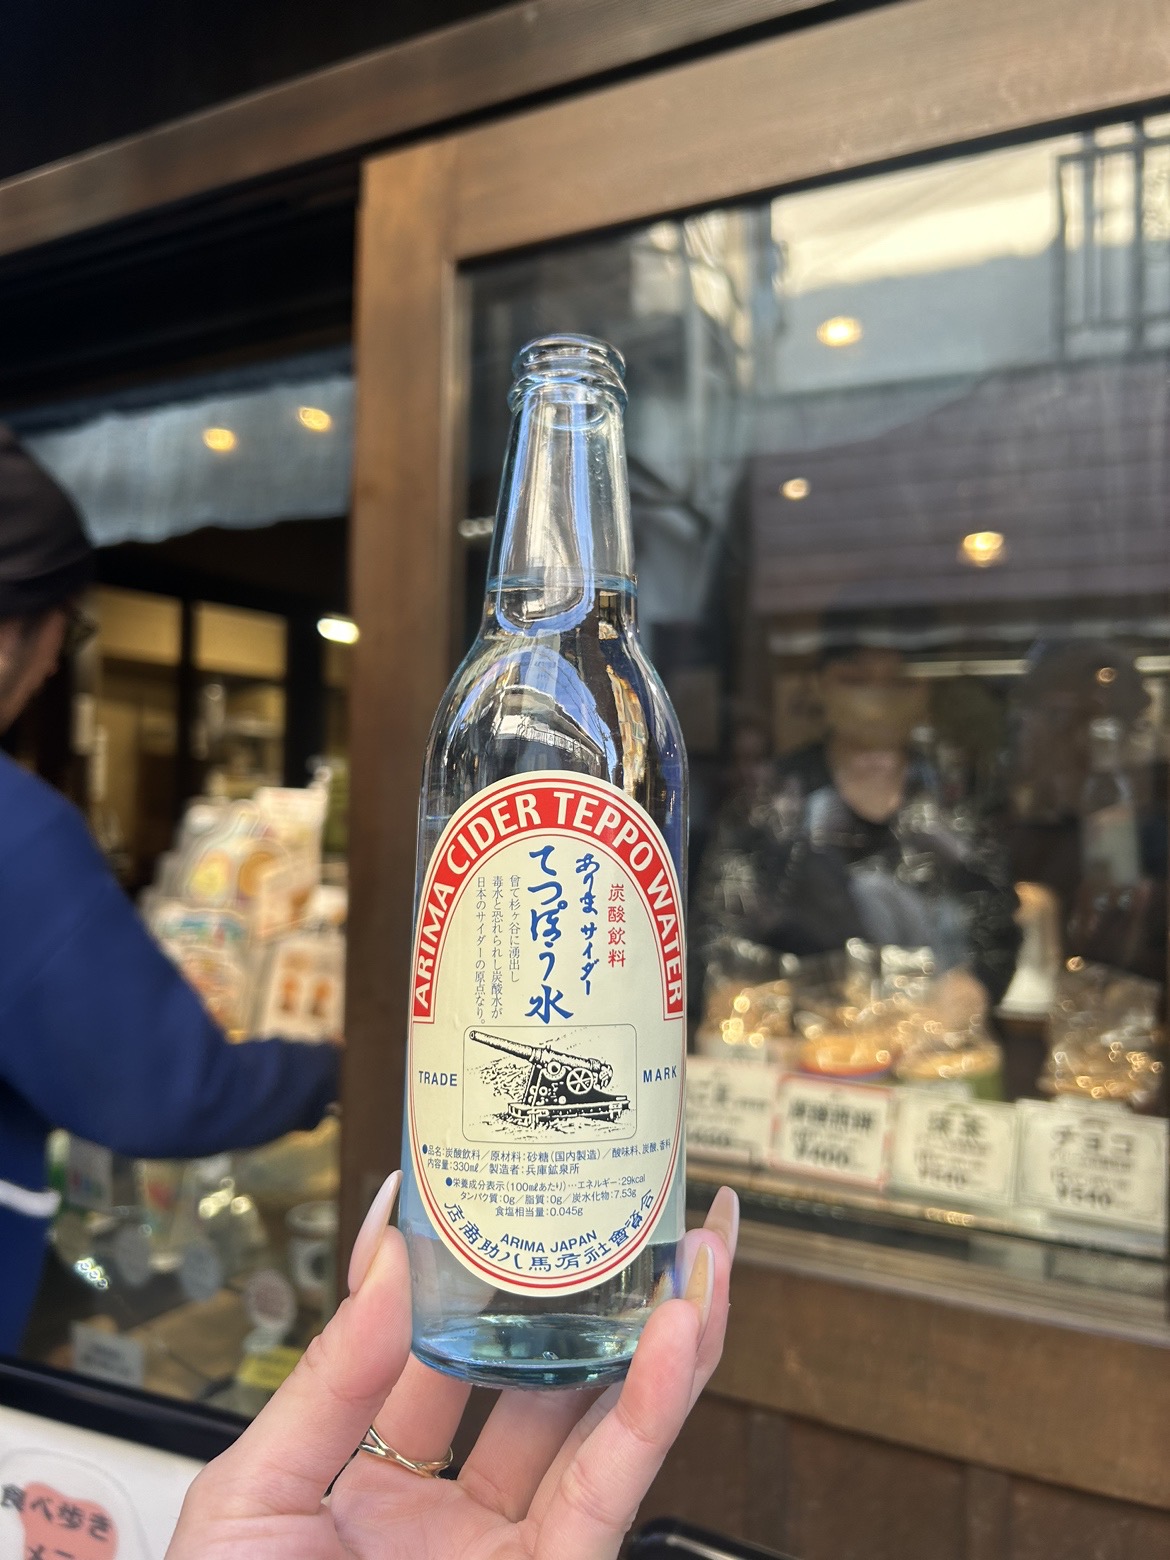 ARIMA CIDER TEPPO WATER
炭酸飲料
ありまサイダー
てつぽう水
曾て杉ヶ谷に湧出し
毒水と恐れられし炭酸水が
日本のサイダーの原点なり。
TRADE MARK
●品名:炭酸飲料/原材料:砂糖(国内製造)/酸味料、炭酸、香料
内容量:330㎖/製造者:兵庫鉱泉所
●栄養成分表示(100㎖あたり)…エネルギー:29kcal
タンパク質:0g/脂質:0g/炭水化物:7.53g
食塩相当量:0.045g
ARIMA JAPAN
店商助八馬有社會資合
抹茶
チョコ
¥400
¥540
食べ歩き
メニ